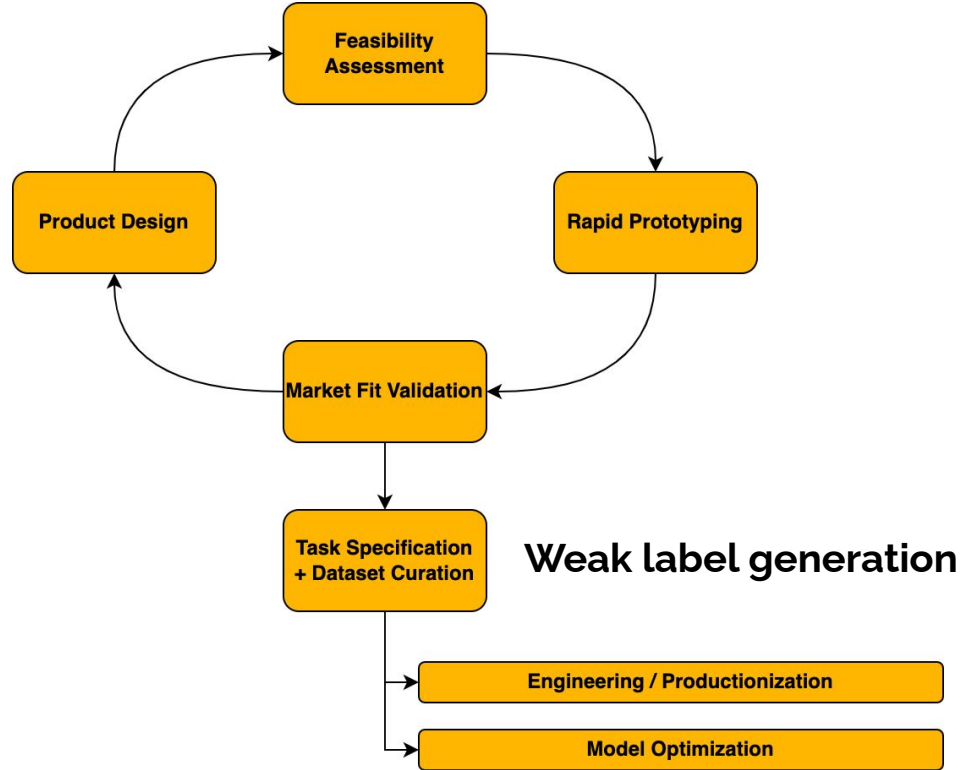 Feasibility
Assessment
Product Design
Rapid Prototyping
Market Fit Validation
Task Specification
+ Dataset Curation
Weak label generation
Engineering / Productionization
Model Optimization